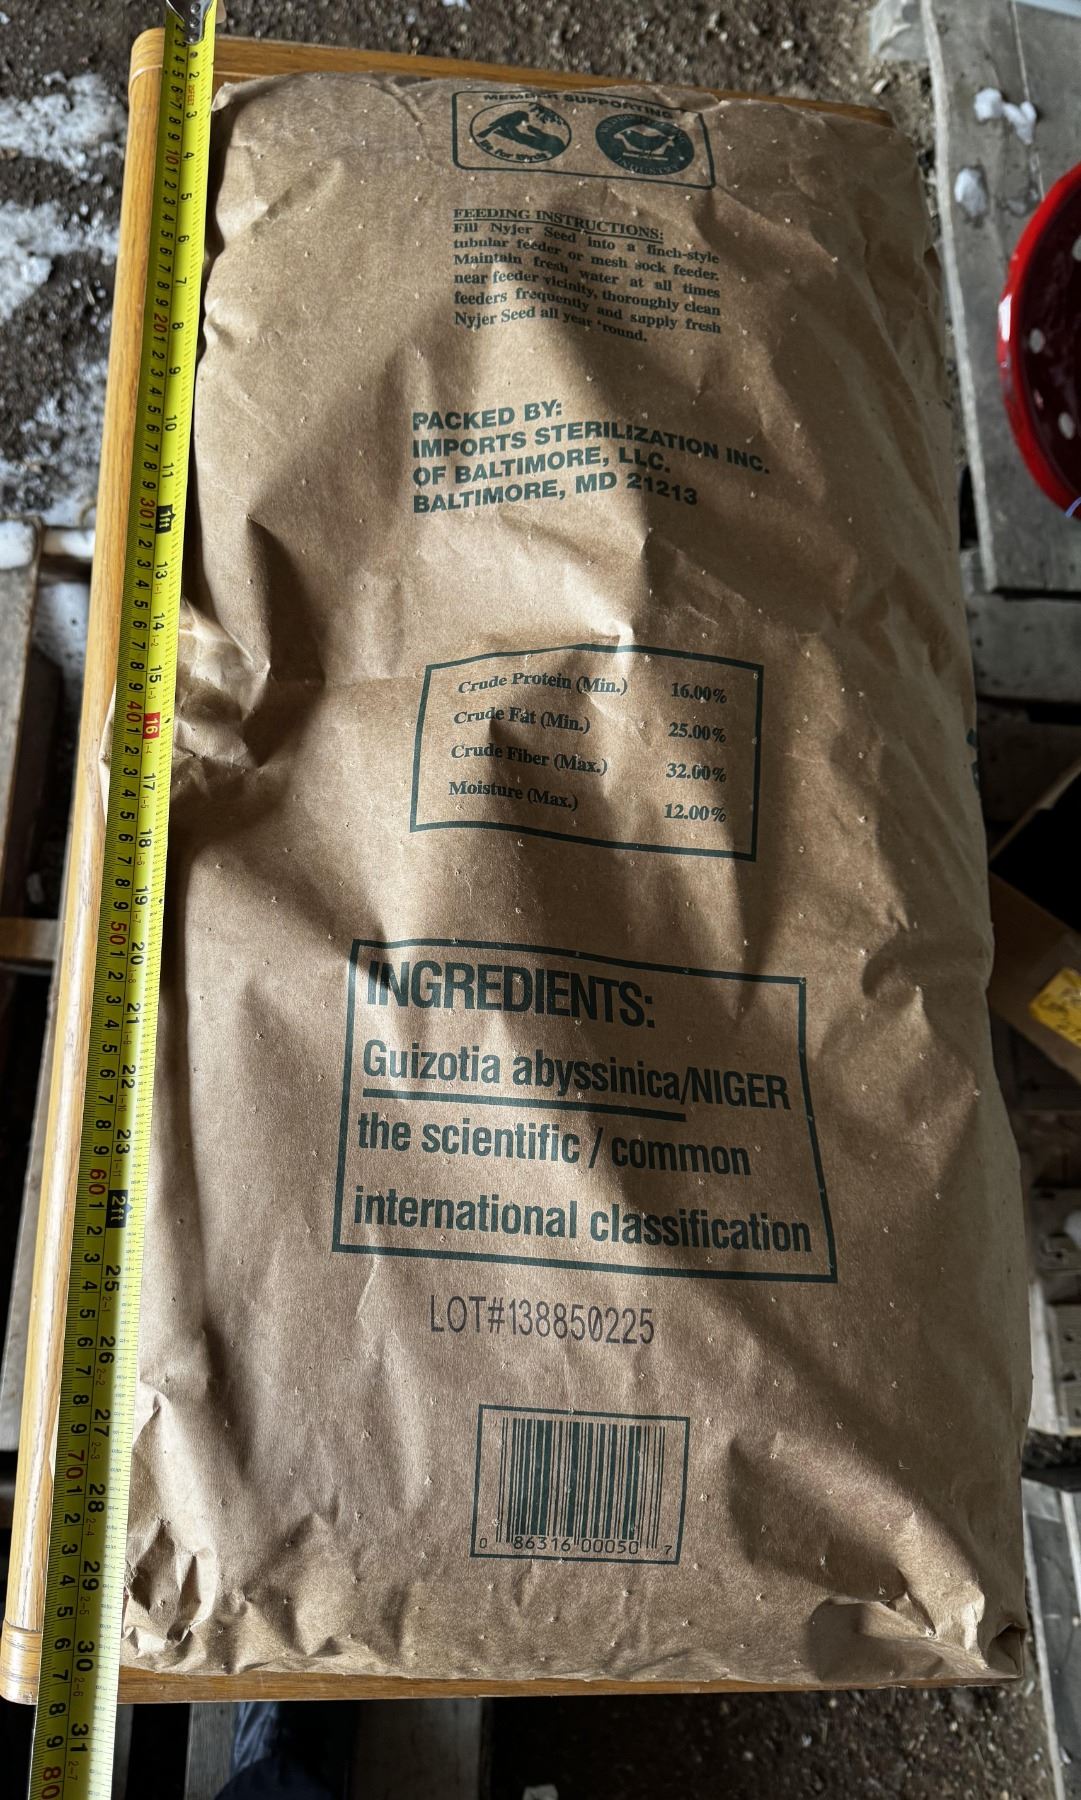 MEMBER SUPPORTING
FEEDING INSTRUCTIONS:
Fill Nyjer Seed into a finch-style
tubular feeder or mesh sock feeder.
Maintain fresh water at all times
near feeder vicinity, thoroughly clean
feeders frequently and supply fresh
Nyjer Seed all year 'round.
PACKED BY:
IMPORTS STERILIZATION INC.
OF BALTIMORE, LLC.
BALTIMORE, MD 21213
Crude Protein (Min.) 16.00%
Crude Fat (Min.) 25.00%
Crude Fiber (Max.) 32.00%
Moisture (Max.) 12.00%
INGREDIENTS:
Guizotia abyssinica/NIGER
the scientific / common
international classification
LOT#138850225
0 86316 00050 7